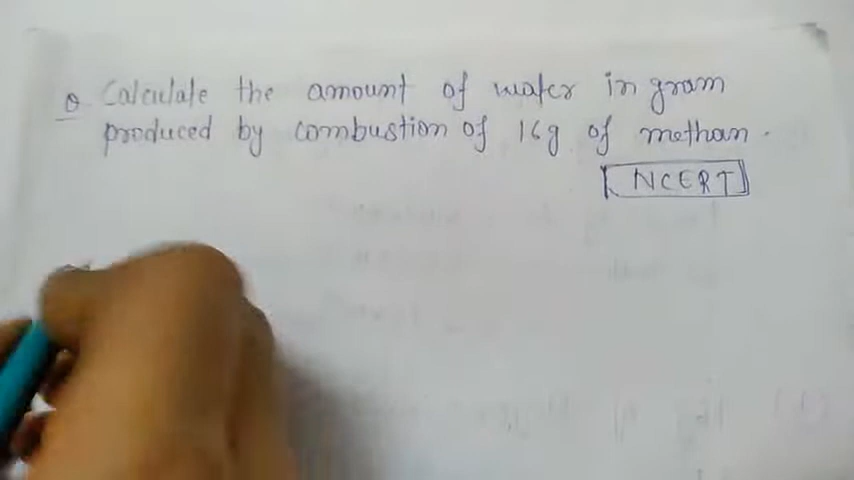 Q Calculate the amount of water in gram
produced by combustion of 16g of methan.
[NCERT]